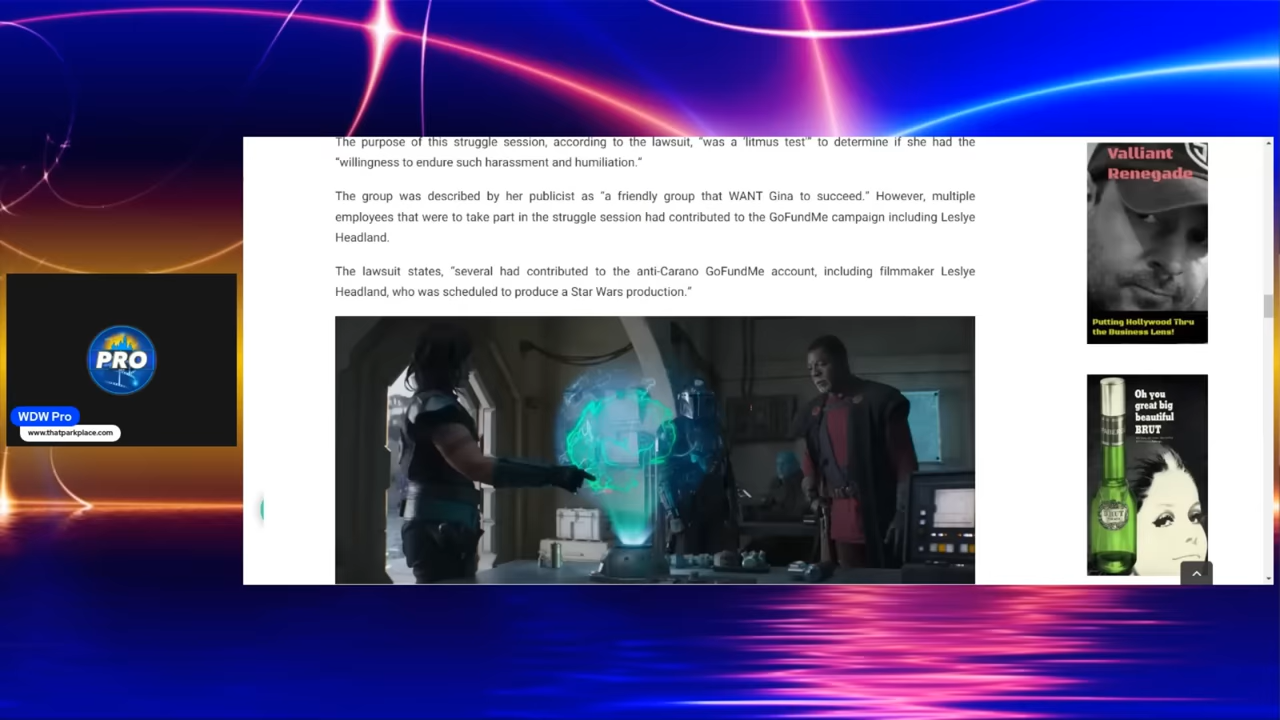 The purpose of this struggle session, according to the lawsuit, “was a ‘litmus test’” to determine if she had the
“willingness to endure such harassment and humiliation.”
The group was described by her publicist as “a friendly group that WANT Gina to succeed.” However, multiple
employees that were to take part in the struggle session had contributed to the GoFundMe campaign including Leslye
Headland.
The lawsuit states, “several had contributed to the anti-Carano GoFundMe account, including filmmaker Leslye
Headland, who was scheduled to produce a Star Wars production.”
Valliant
Renegade
Putting Hollywood Thru
the Business Lens!
Oh you
great big
beautiful
BRUT
BRUT
PRO
WDW Pro
www.thatparkplace.com